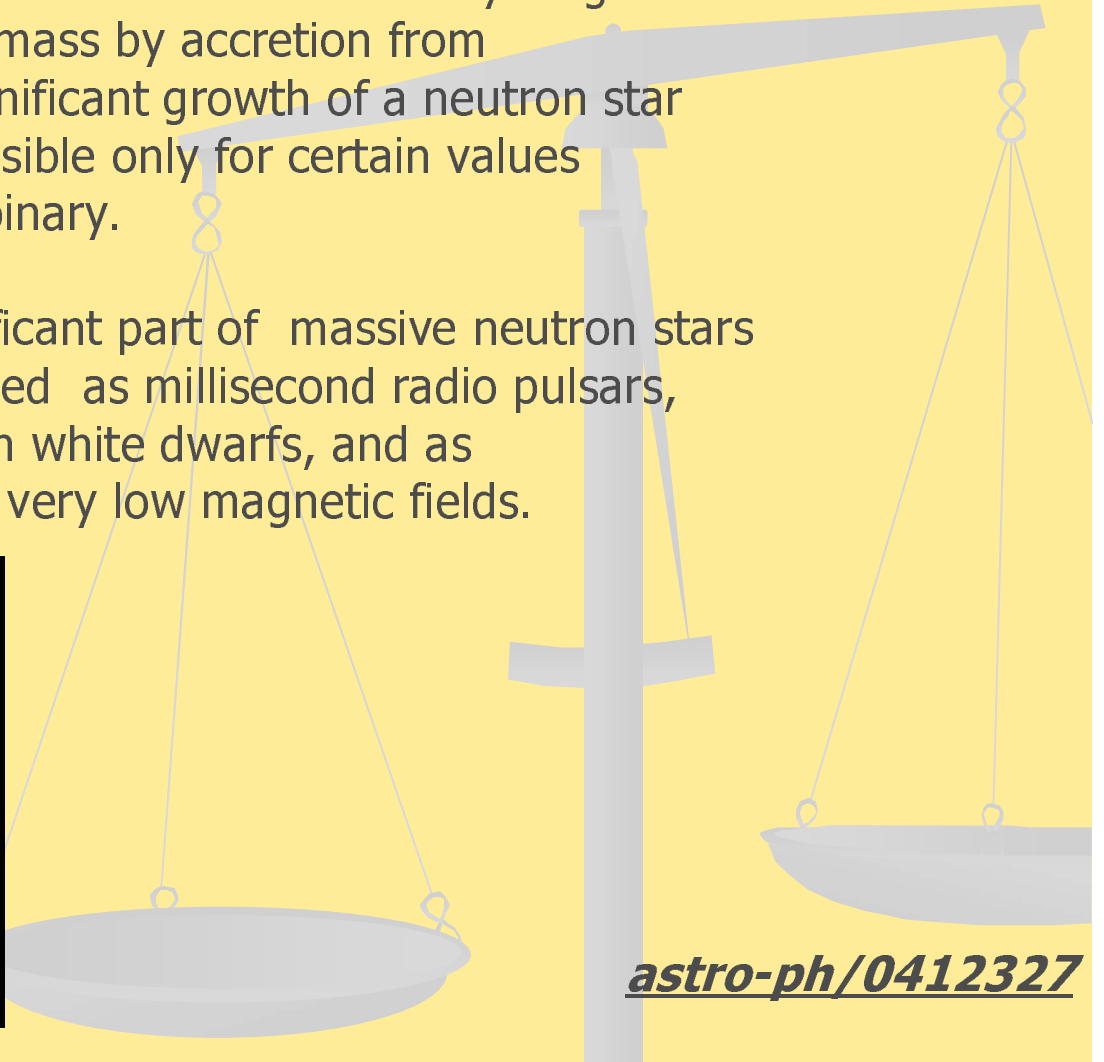 mass by accretion from
nificant growth of a neutron star
sible only for certain values
inary.
ficant part of  massive neutron stars
ed  as millisecond radio pulsars,
white dwarfs, and as
very low magnetic fields.
astro-ph/0412327